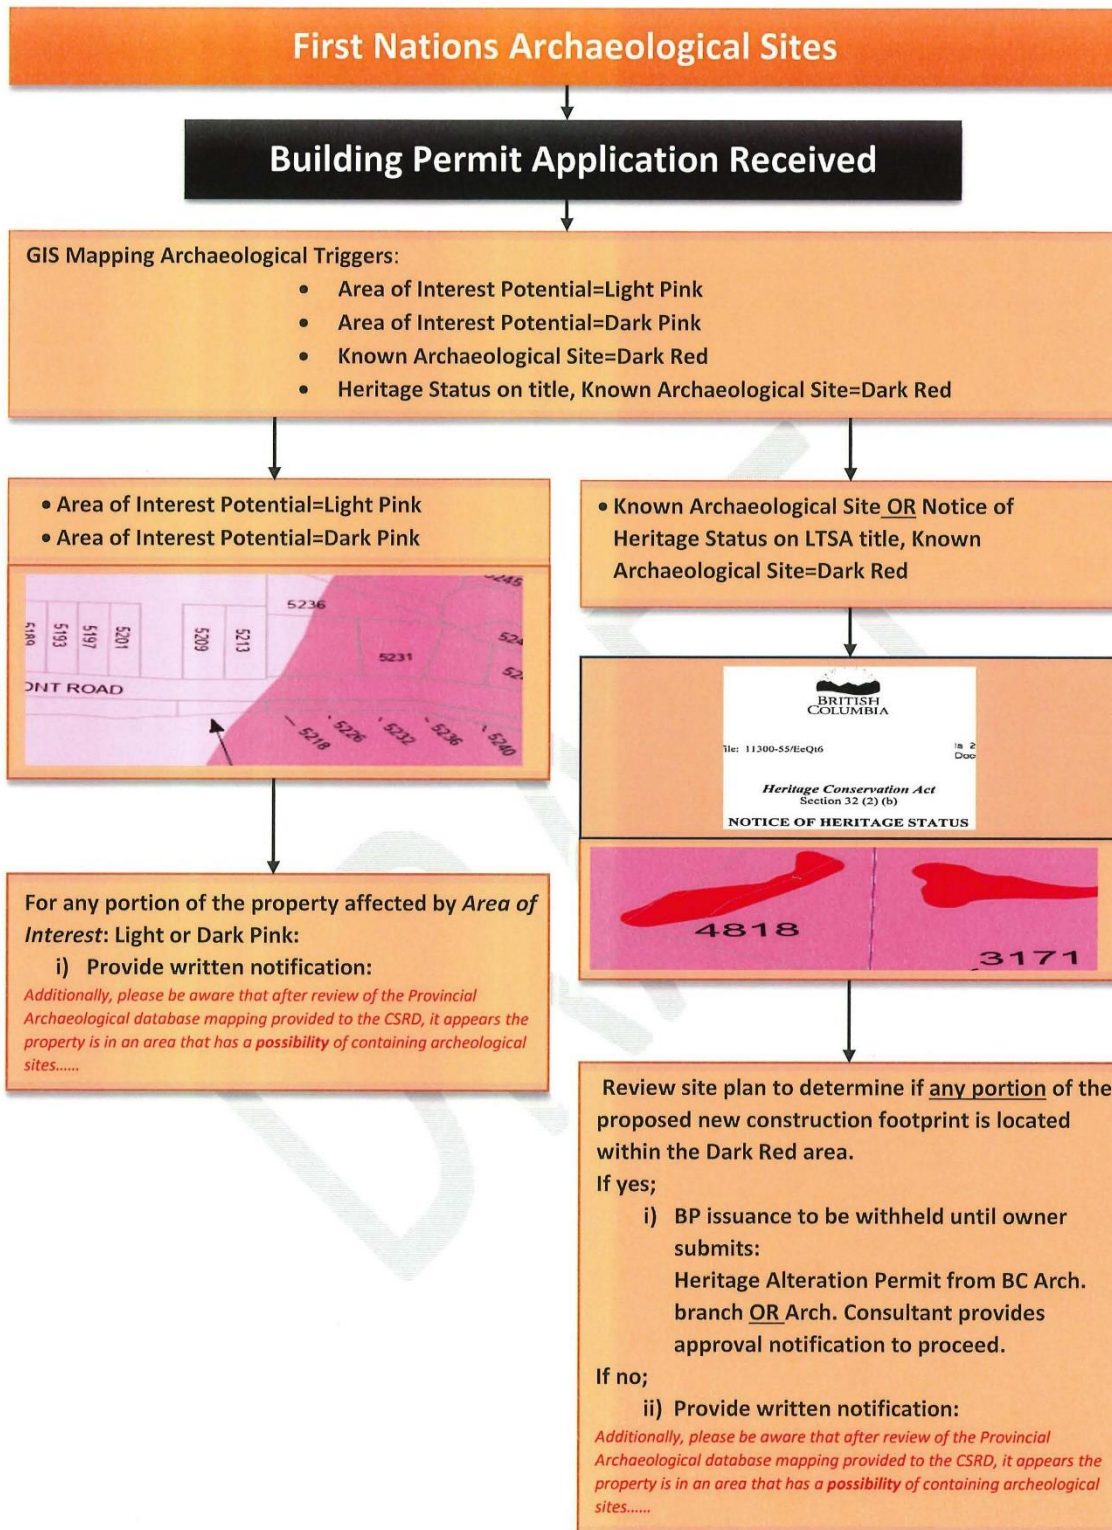 First Nations Archaeological Sites
Building Permit Application Received
GIS Mapping Archaeological Triggers:
• Area of Interest Potential=Light Pink
• Area of Interest Potential=Dark Pink
• Known Archaeological Site=Dark Red
• Heritage Status on title, Known Archaeological Site=Dark Red
• Area of Interest Potential=Light Pink
• Area of Interest Potential=Dark Pink
5193
5197
5201
5209
5213
5236
5245
5231
ONT ROAD
5218
5226
5232
5236
5240
For any portion of the property affected by Area of
Interest: Light or Dark Pink:
i) Provide written notification:
Additionally, please be aware that after review of the Provincial
Archaeological database mapping provided to the CSRD, it appears the
property is in an area that has a possibility of containing archeological
sites......
• Known Archaeological Site OR Notice of
Heritage Status on LTSA title, Known
Archaeological Site=Dark Red
BRITISH
COLUMBIA
ile: 11300-55/EeQt6
Heritage Conservation Act
Section 32 (2) (b)
NOTICE OF HERITAGE STATUS
4818
3171
Review site plan to determine if any portion of the
proposed new construction footprint is located
within the Dark Red area.
If yes;
i) BP issuance to be withheld until owner
submits:
Heritage Alteration Permit from BC Arch.
branch OR Arch. Consultant provides
approval notification to proceed.
If no;
ii) Provide written notification:
Additionally, please be aware that after review of the Provincial
Archaeological database mapping provided to the CSRD, it appears the
property is in an area that has a possibility of containing archeological
sites......
DRAFT